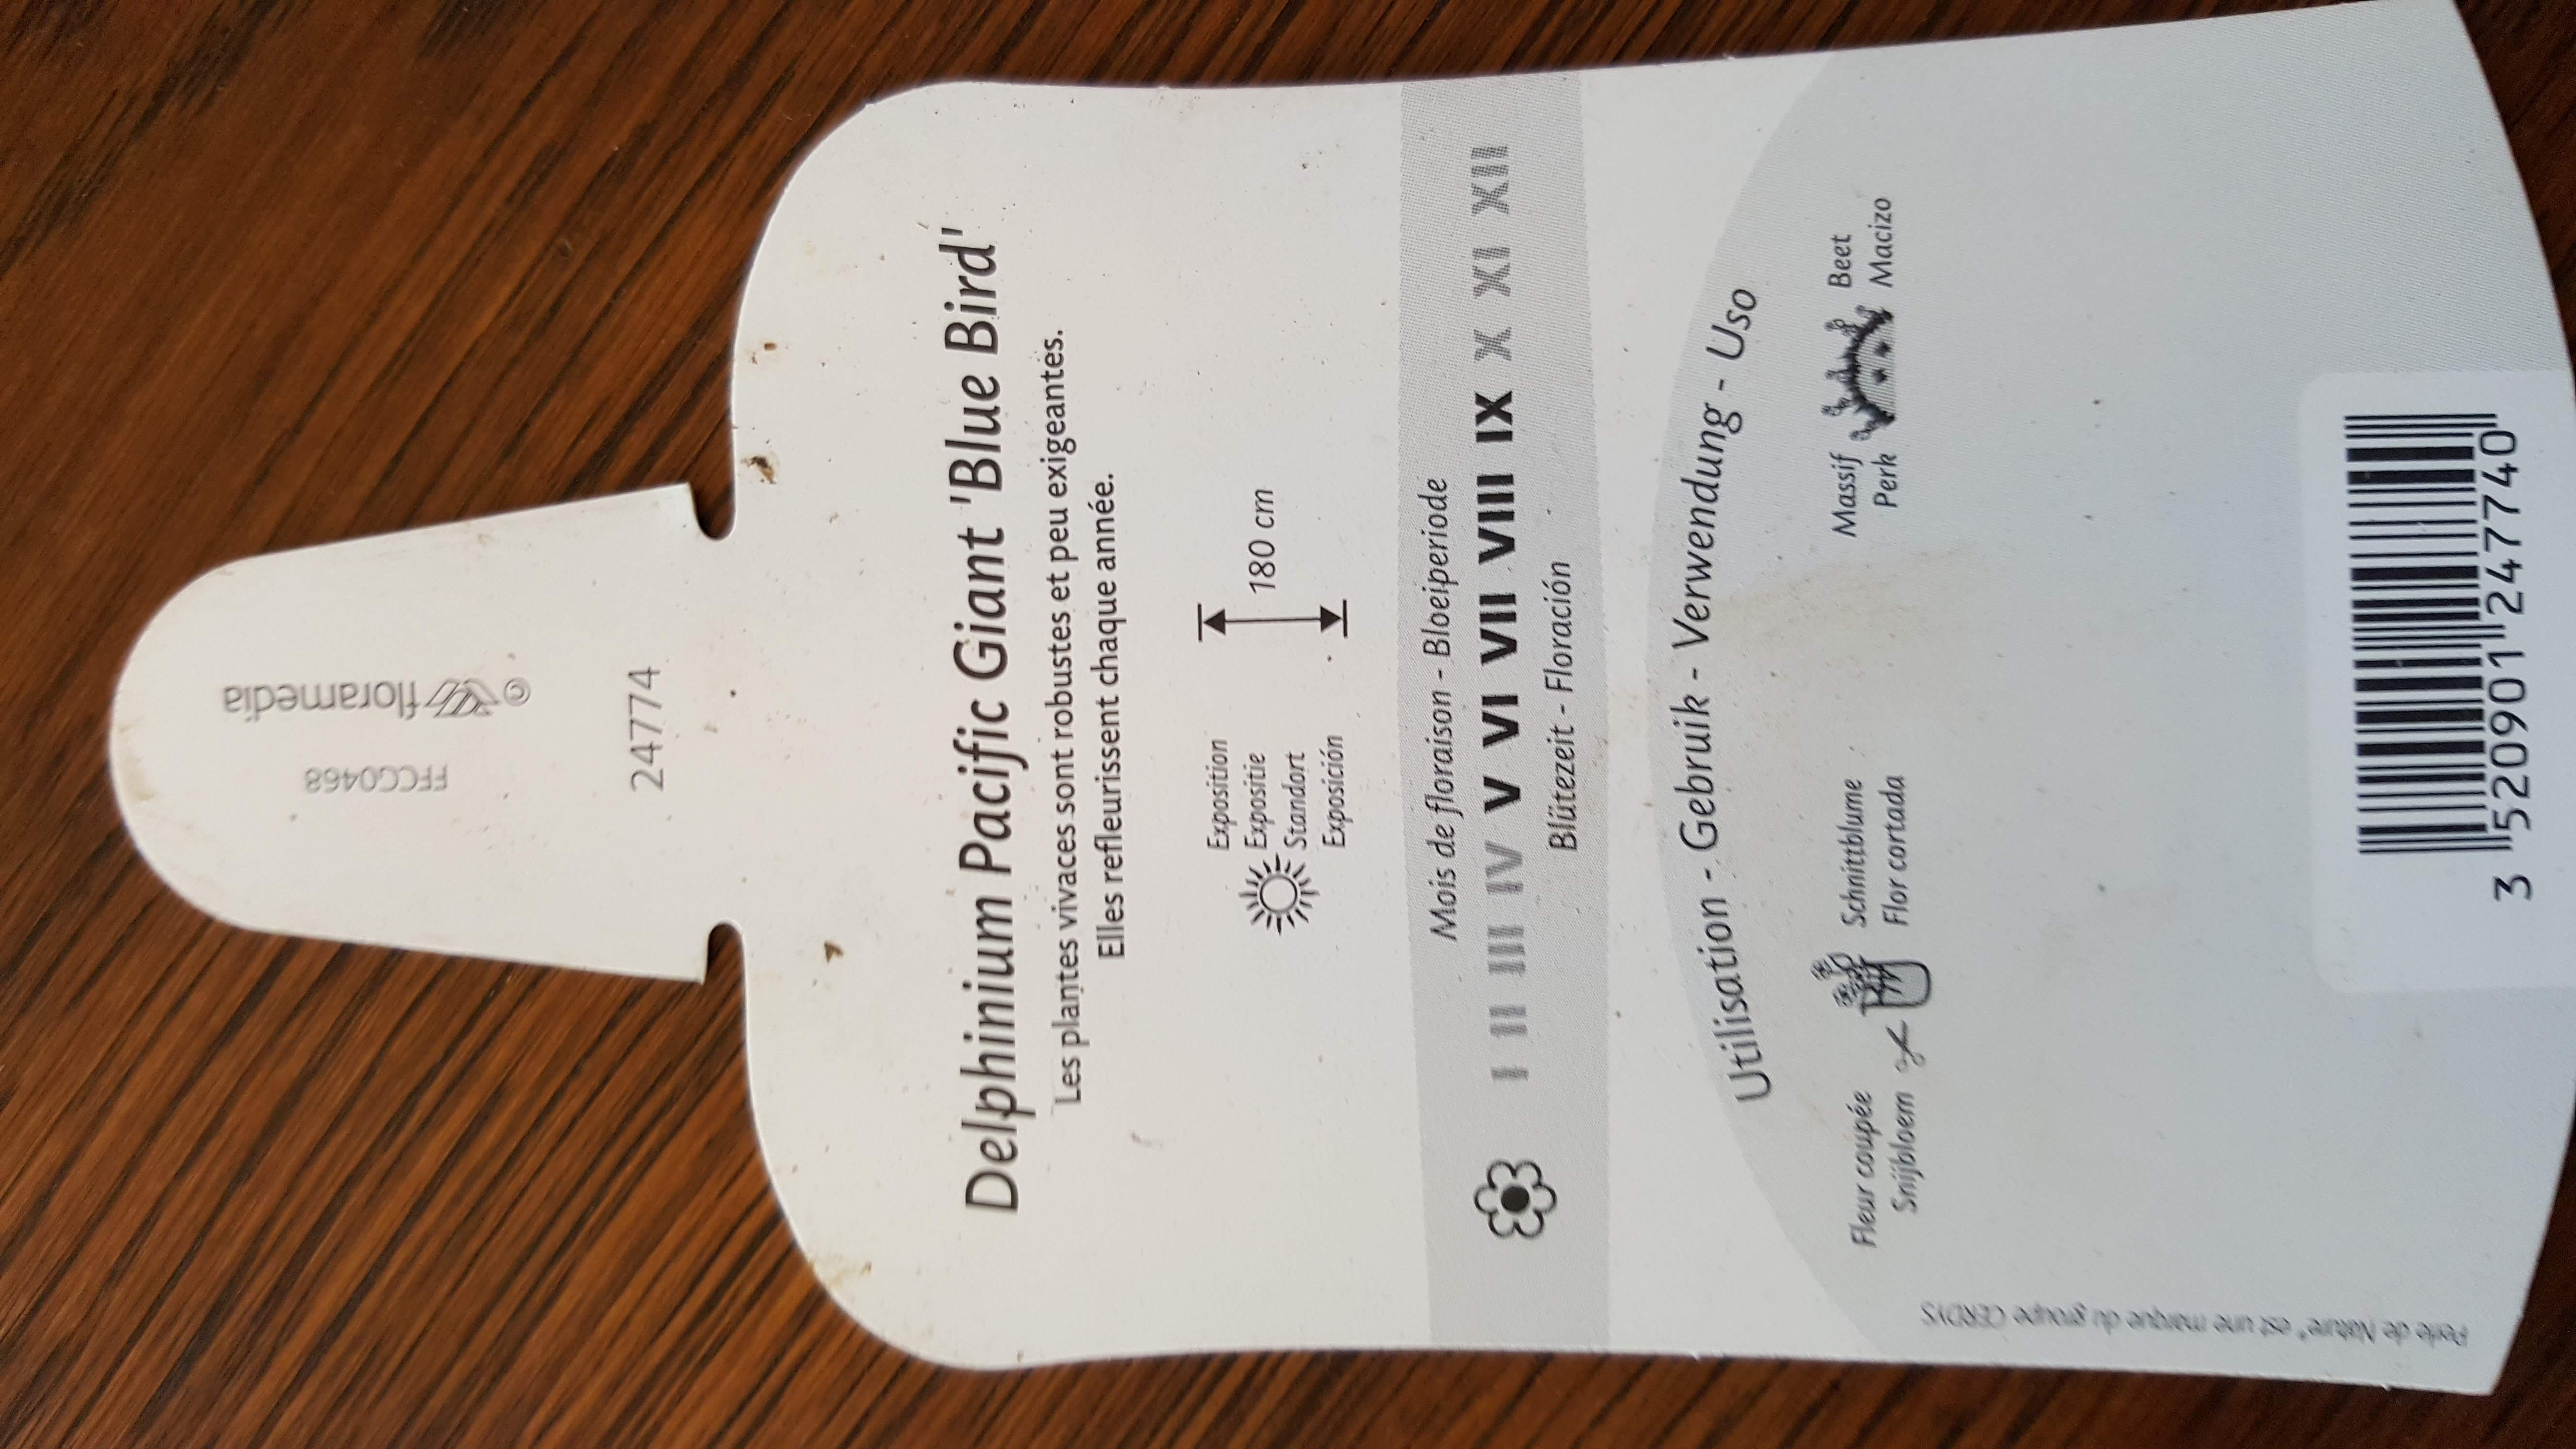 FFCC0468
© floramedia
24774
Delphinium Pacific Giant 'Blue Bird'
Les plantes vivaces sont robustes et peu exigeantes.
Elles refleurissent chaque année.
Exposition
Expositie
Standort
Exposición
180 cm
Mois de floraison - Bloeiperiode
I II III IV V VI VII VIII IX X XI XII
Blütezeit - Floración
Utilisation - Gebruik - Verwendung - Uso
Fleur coupée
Snijbloem
Schnittblume
Flor cortada
Massif
Perk
Beet
Macizo
3 520901 247740
Perle de Nature® est une marque du groupe CERDYS